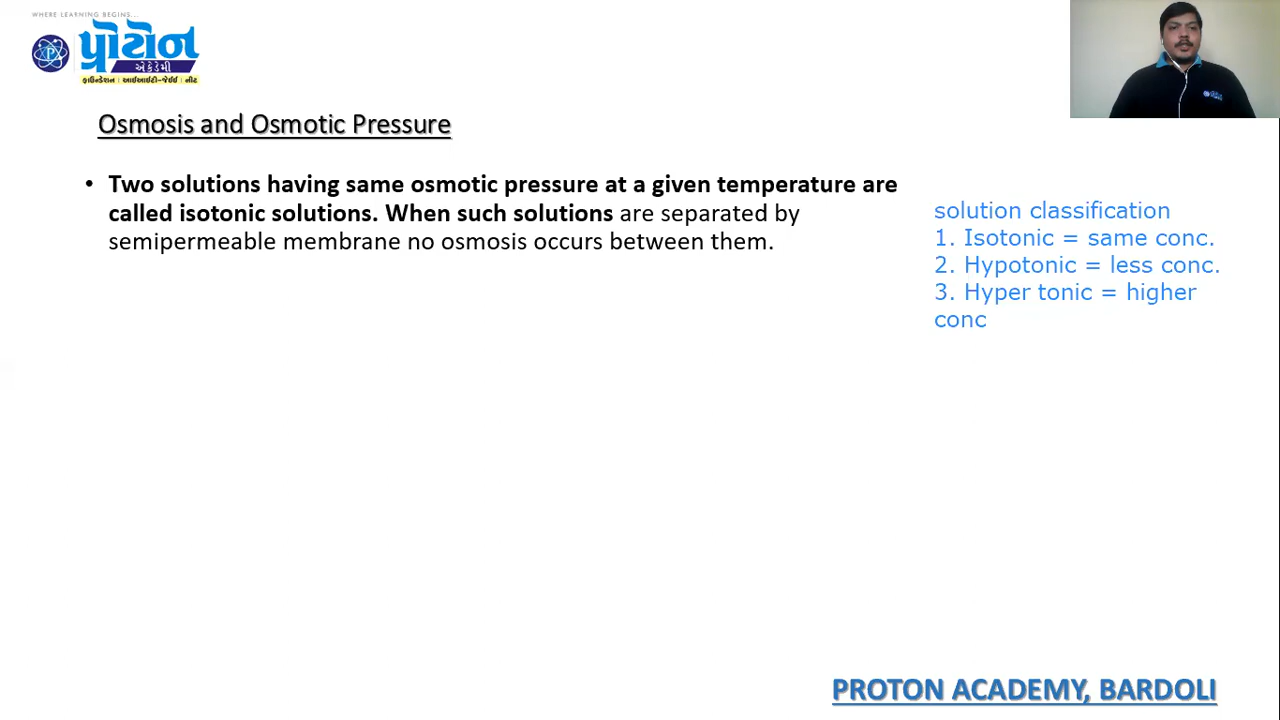 WHERE LEARNING BEGINS...
P
પ્રોટોન
એકેડેમી
ફાઉન્ડેશન | આઈઆઈટી-જેઈઈ | નીટ
Osmosis and Osmotic Pressure
• Two solutions having same osmotic pressure at a given temperature are
called isotonic solutions. When such solutions are separated by
semipermeable membrane no osmosis occurs between them.
solution classification
1. Isotonic = same conc.
2. Hypotonic = less conc.
3. Hyper tonic = higher
conc
PROTON ACADEMY, BARDOLI